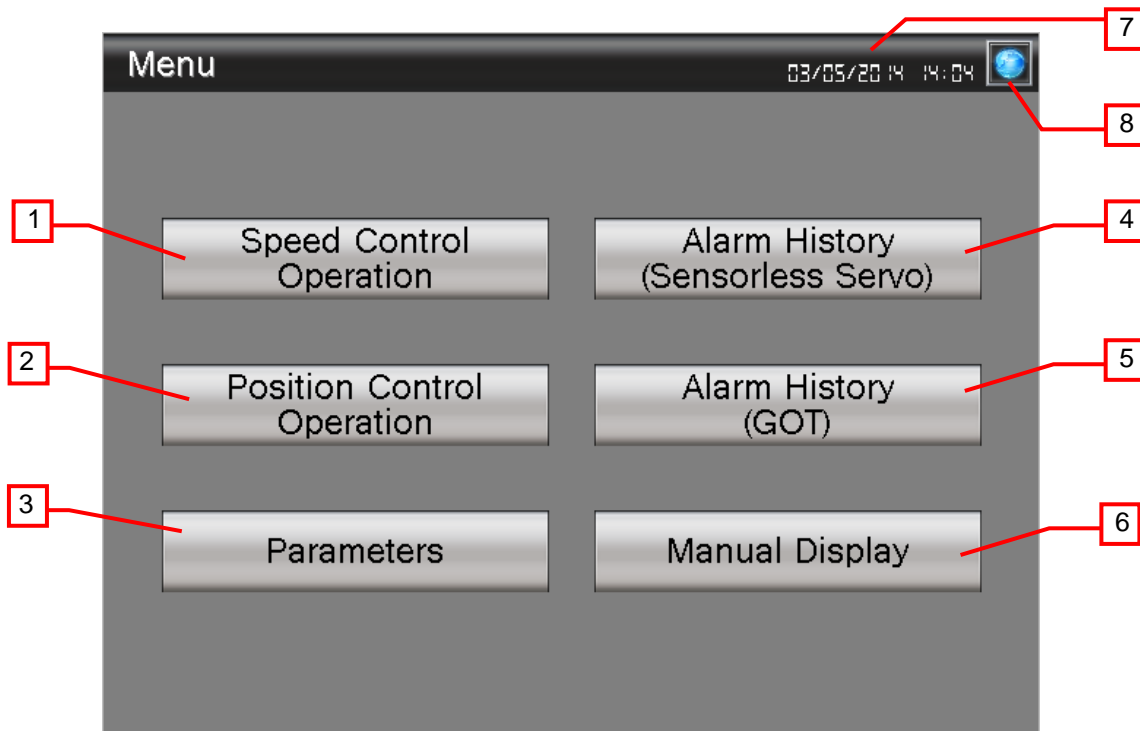 7
Menu
03/05/2014 14:04
8
1
Speed Control
Operation
Alarm History
(Sensorless Servo)
4
2
Position Control
Operation
Alarm History
(GOT)
5
3
Parameters
Manual Display
6